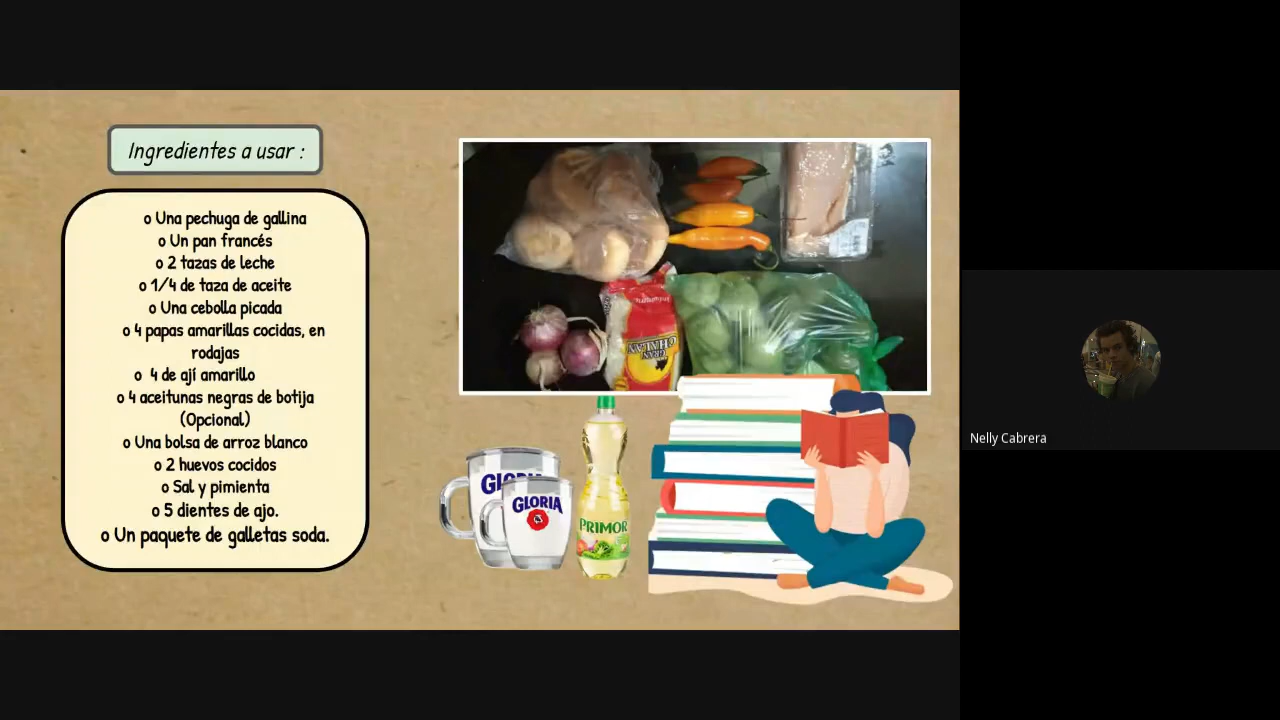 Ingredientes a usar :
o Una pechuga de gallina
o Un pan francés
o 2 tazas de leche
o 1/4 de taza de aceite
o Una cebolla picada
o 4 papas amarillas cocidas, en
rodajas
o 4 de ají amarillo
o 4 aceitunas negras de botija
(Opcional)
o Una bolsa de arroz blanco
o 2 huevos cocidos
o Sal y pimienta
o 5 dientes de ajo.
o Un paquete de galletas soda.
GRAN
CHALAN
GLORIA
PRIMOR
Nelly Cabrera